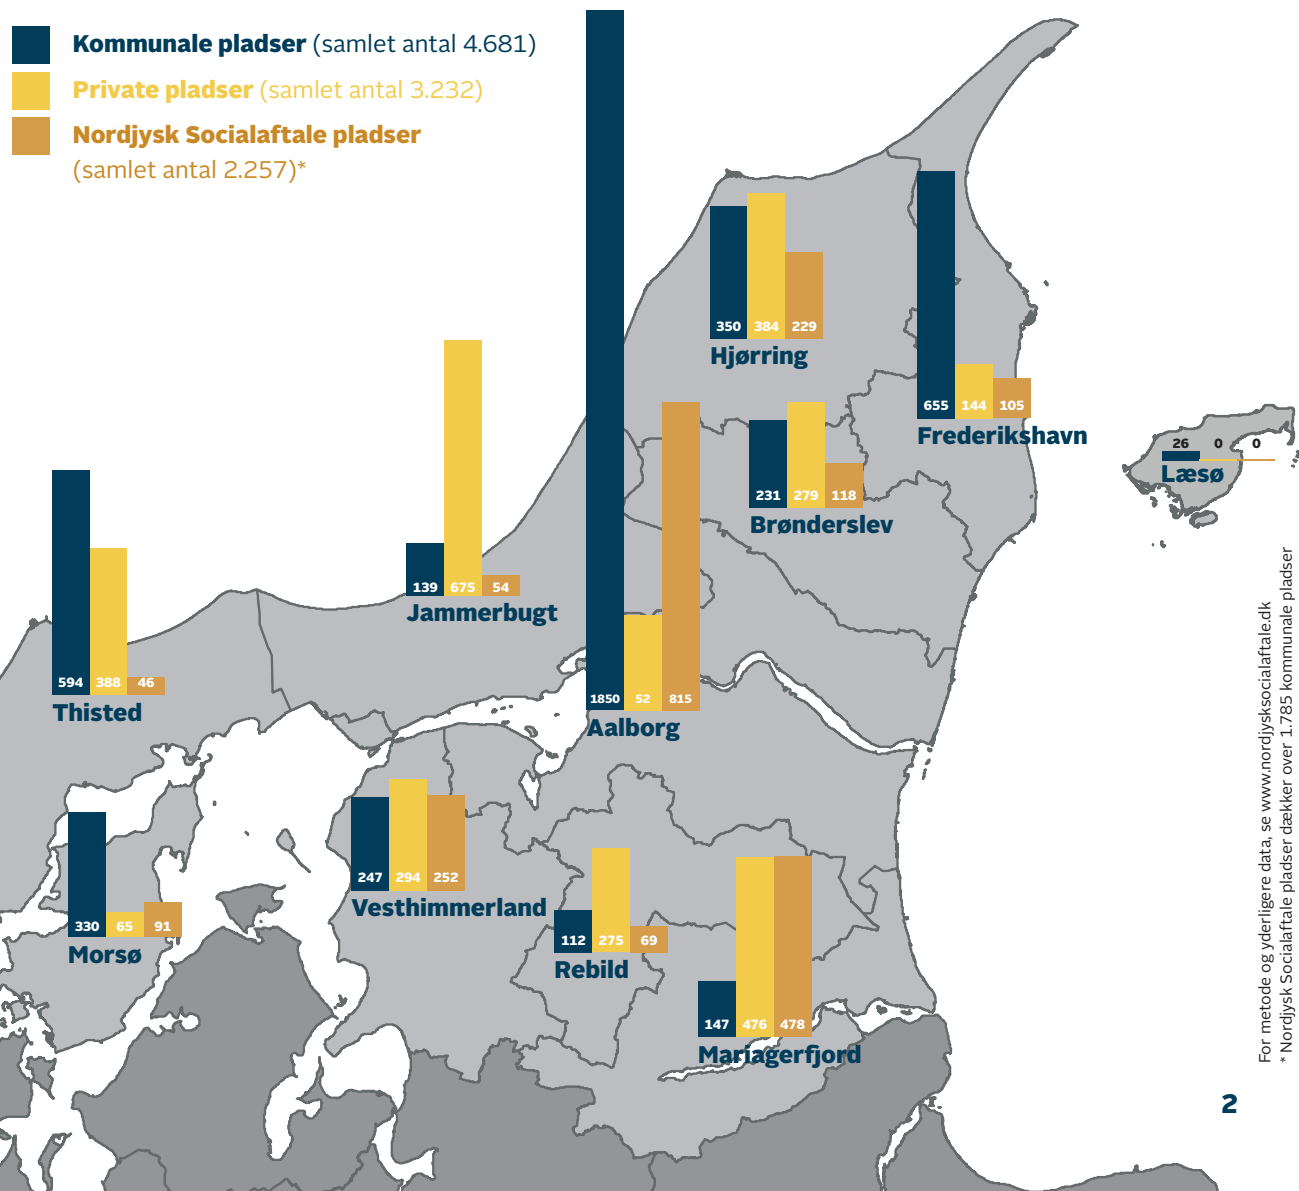 Kommunale pladser (samlet antal 4.681)
Private pladser (samlet antal 3.232)
Nordjysk Socialaftale pladser
(samlet antal 2.257)*
350 384 229
Hjørring
655 144 105
Frederikshavn
26 0 0
Læsø
231 279 118
Brønderslev
139 675 54
Jammerbugt
594 388 46
Thisted
1850 52 815
Aalborg
247 294 252
Vesthimmerland
330 65 91
Morsø
112 275 69
Rebild
147 476 478
Mariagerfjord
For metode og yderligere data, se www.nordjysksocialaftale.dk
* Nordjysk Socialaftale pladser dækker over 1.785 kommunale pladser
2